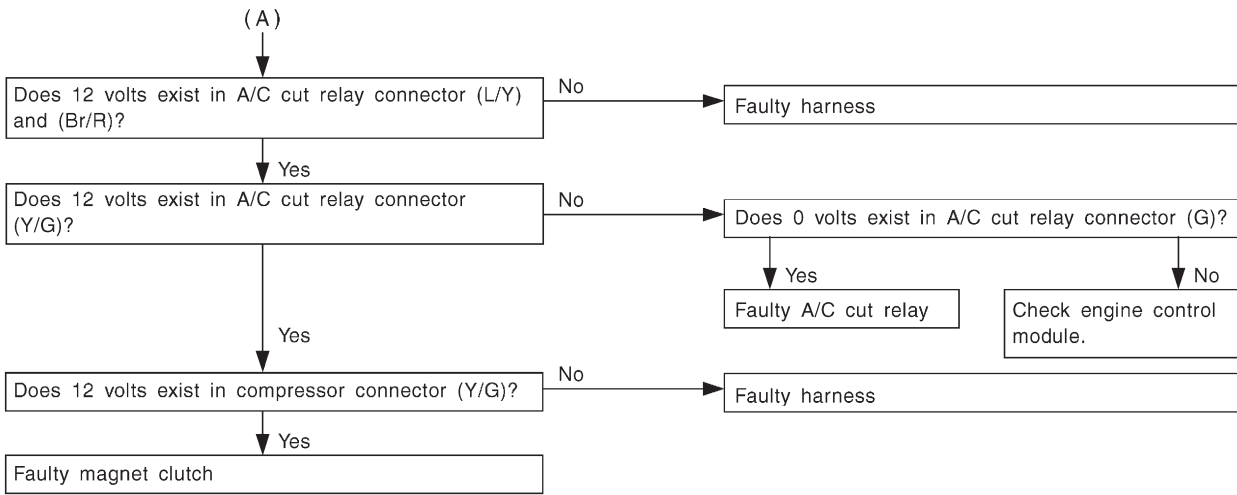 (A)
Does 12 volts exist in A/C cut relay connector (L/Y)
and (Br/R)?
No
Faulty harness
Yes
Does 12 volts exist in A/C cut relay connector
(Y/G)?
No
Does 0 volts exist in A/C cut relay connector (G)?
Yes
Faulty A/C cut relay
No
Check engine control
module.
Yes
Does 12 volts exist in compressor connector (Y/G)?
No
Faulty harness
Yes
Faulty magnet clutch